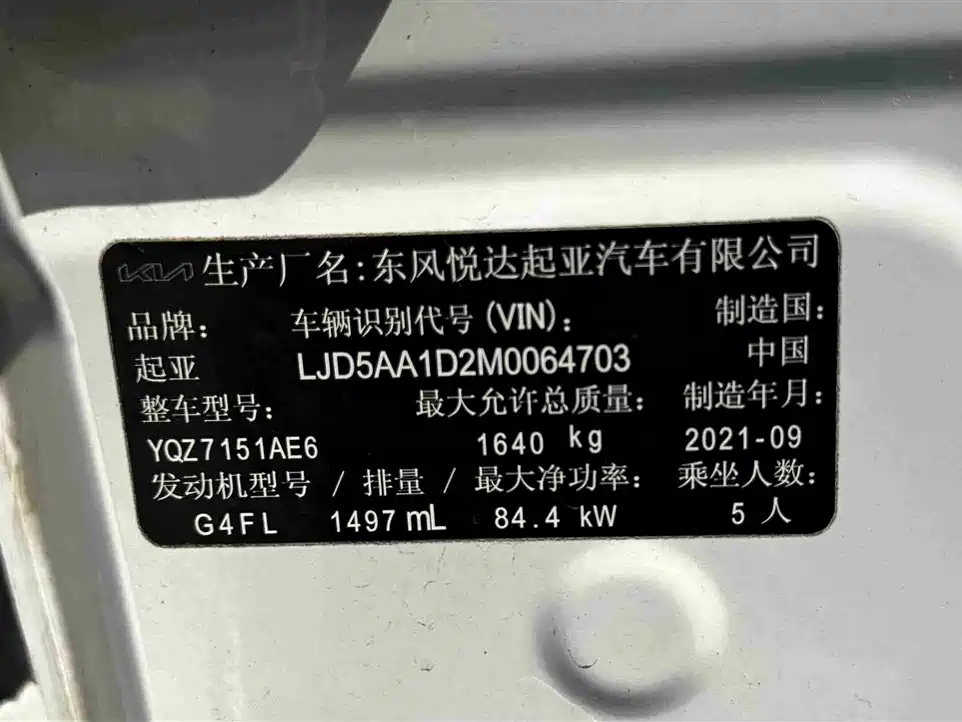 KIA 生产厂名：东风悦达起亚汽车有限公司
品牌： 车辆识别代号(VIN)： 制造国：
起亚 LJD5AA1D2M0064703 中国
整车型号： 最大允许总质量： 制造年月：
YQZ7151AE6 1640 kg 2021-09
发动机型号 / 排量 / 最大净功率： 乘坐人数：
G4FL 1497 mL 84.4 kW 5 人